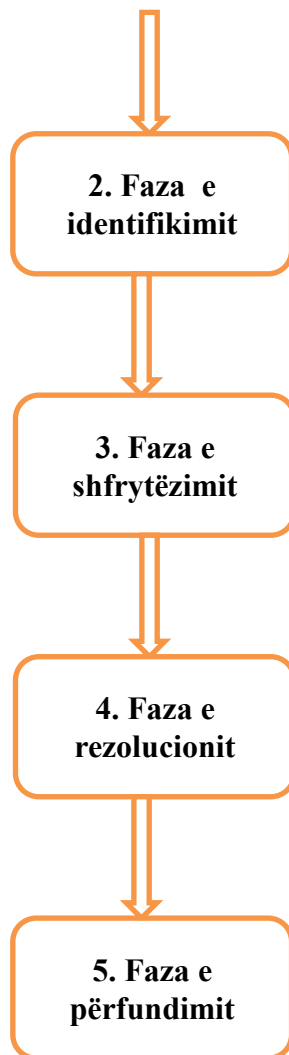 2. Faza e
identifikimit
3. Faza e
shfrytëzimit
4. Faza e
rezolucionit
5. Faza e
përfundimit